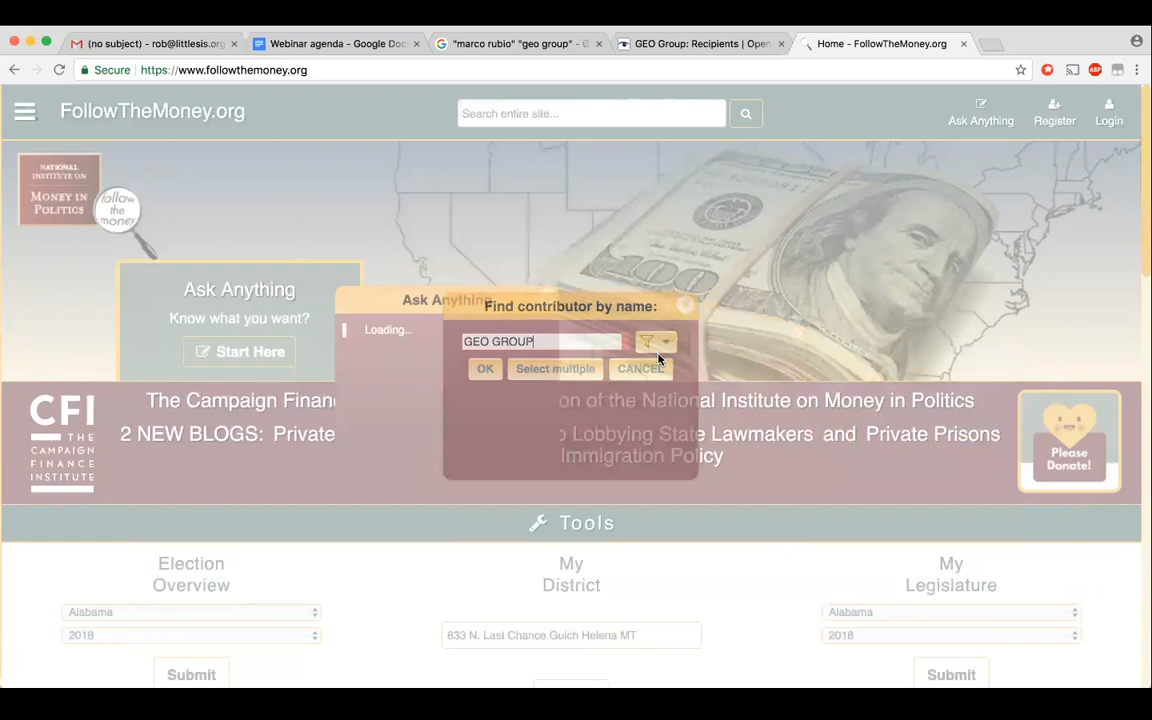 (no subject) - rob@littlesis.org
Webinar agenda - Google Doc
"marco rubio" "geo group" - G
GEO Group: Recipients | Open
Home - FollowTheMoney.org
Secure
https://www.followthemoney.org
ABP
FollowTheMoney.org
Search entire site...
Ask Anything
Register
Login
NATIONAL
INSTITUTE ON
MONEY IN
POLITICS
follow
the
money
100
Ask Anything
Know what you want?
Start Here
Ask Anything
Loading...
Find contributor by name:
GEO GROUP
OK
Select multiple
CANCEL
CFI
THE
CAMPAIGN
FINANCE
INSTITUTE
The Campaign Finan
on of the National Institute on Money in Politics
2 NEW BLOGS: Private
o Lobbying State Lawmakers and Private Prisons
Immigration Policy
Please
Donate!
Tools
Election
Overview
Alabama
2018
Submit
My
District
833 N. Last Chance Gulch Helena MT
My
Legislature
Alabama
2018
Submit